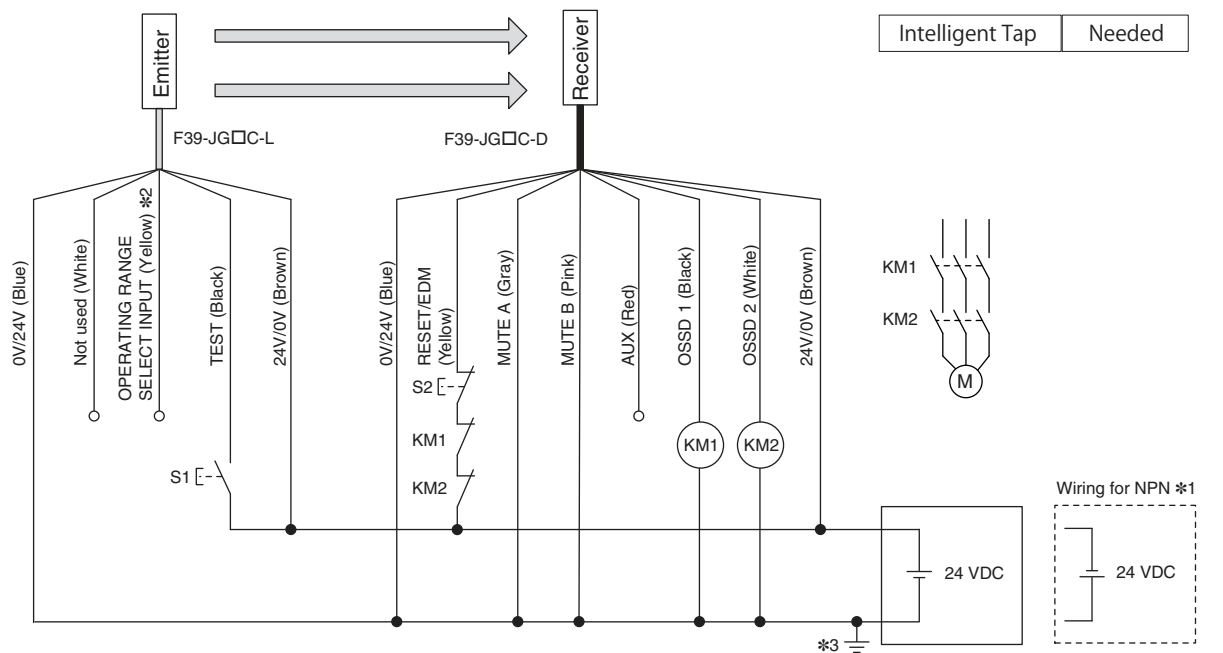 Emitter
Receiver
Intelligent Tap Needed
F39-JG□C-L
F39-JG□C-D
0V/24V (Blue)
Not used (White)
OPERATING RANGE
SELECT INPUT (Yellow) ✻2
TEST (Black)
24V/0V (Brown)
0V/24V (Blue)
RESET/EDM
(Yellow)
MUTE A (Gray)
MUTE B (Pink)
AUX (Red)
OSSD 1 (Black)
OSSD 2 (White)
24V/0V (Brown)
KM1
KM2
M
S2
KM1
KM2
KM1
KM2
S1
Wiring for NPN ✻1
24 VDC
24 VDC
✻3